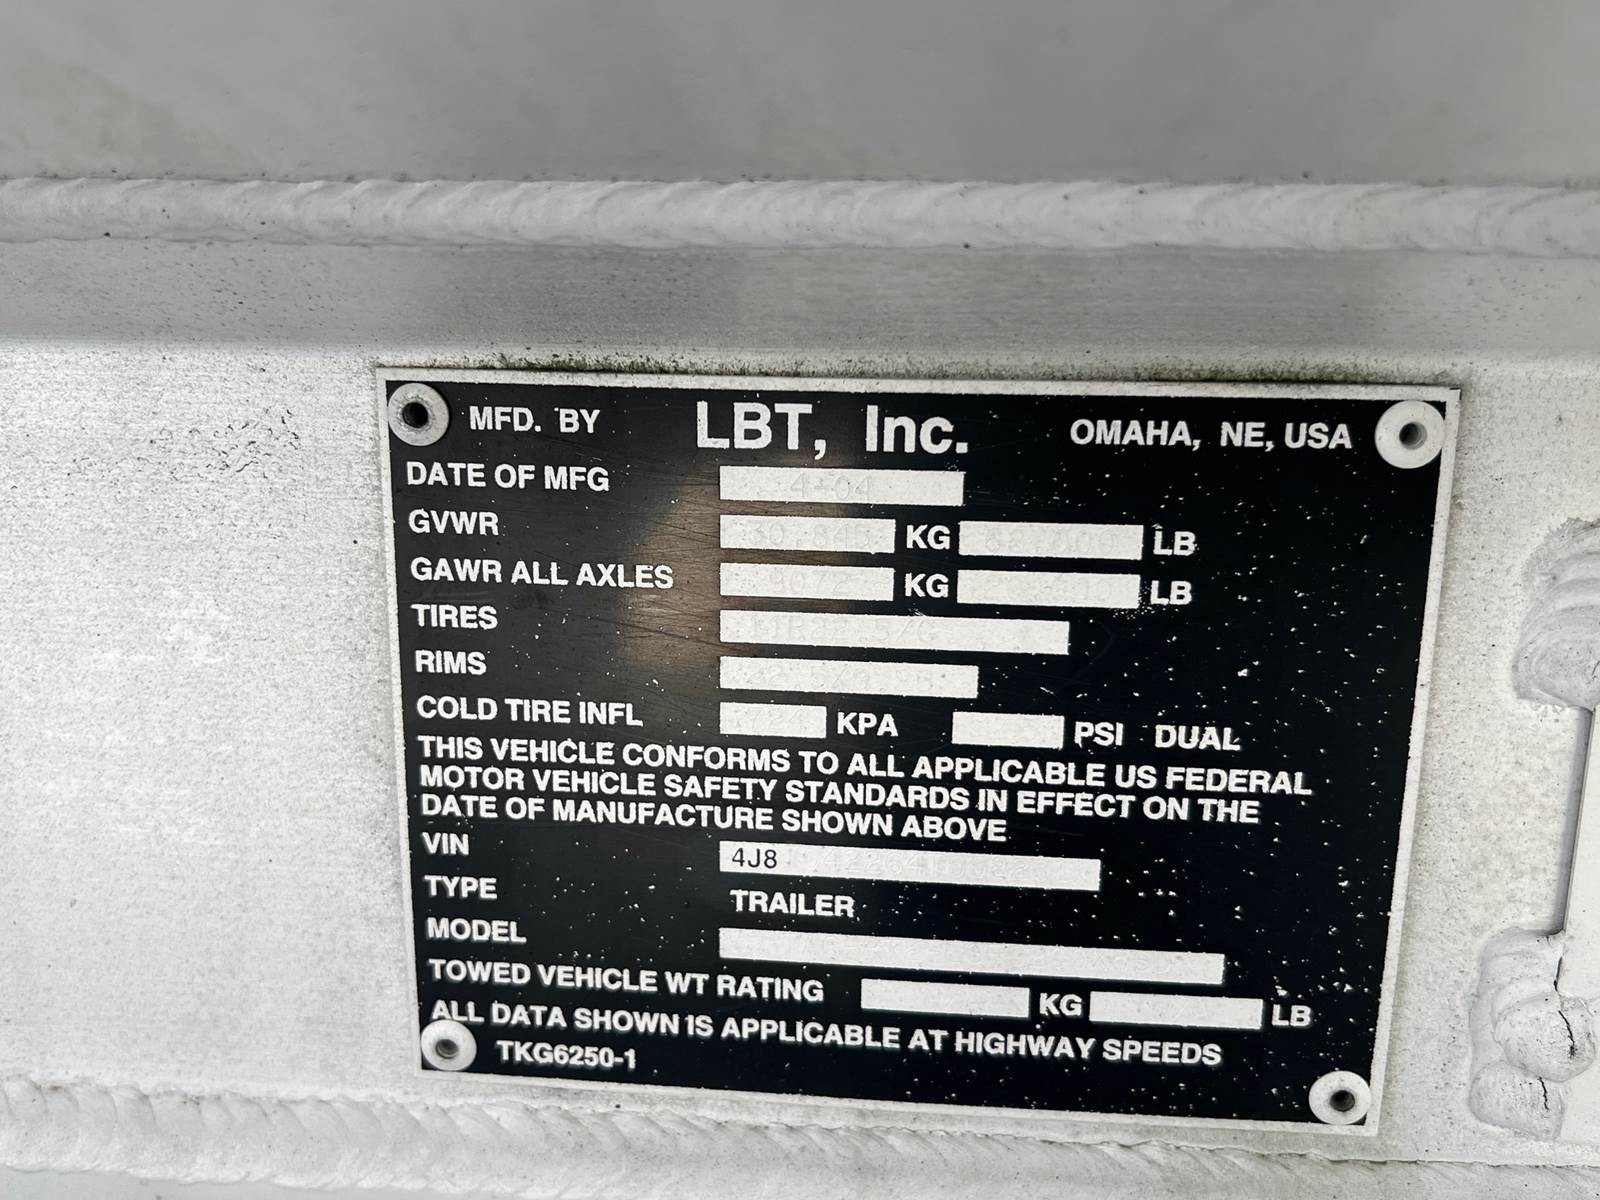 MFD. BY LBT, Inc. OMAHA, NE, USA
DATE OF MFG 4-04
GVWR KG LB
GAWR ALL AXLES KG LB
TIRES
RIMS
COLD TIRE INFL KPA PSI DUAL
THIS VEHICLE CONFORMS TO ALL APPLICABLE US FEDERAL
MOTOR VEHICLE SAFETY STANDARDS IN EFFECT ON THE
DATE OF MANUFACTURE SHOWN ABOVE
VIN 4J8
TYPE TRAILER
MODEL
TOWED VEHICLE WT RATING KG LB
ALL DATA SHOWN IS APPLICABLE AT HIGHWAY SPEEDS
TKG6250-1